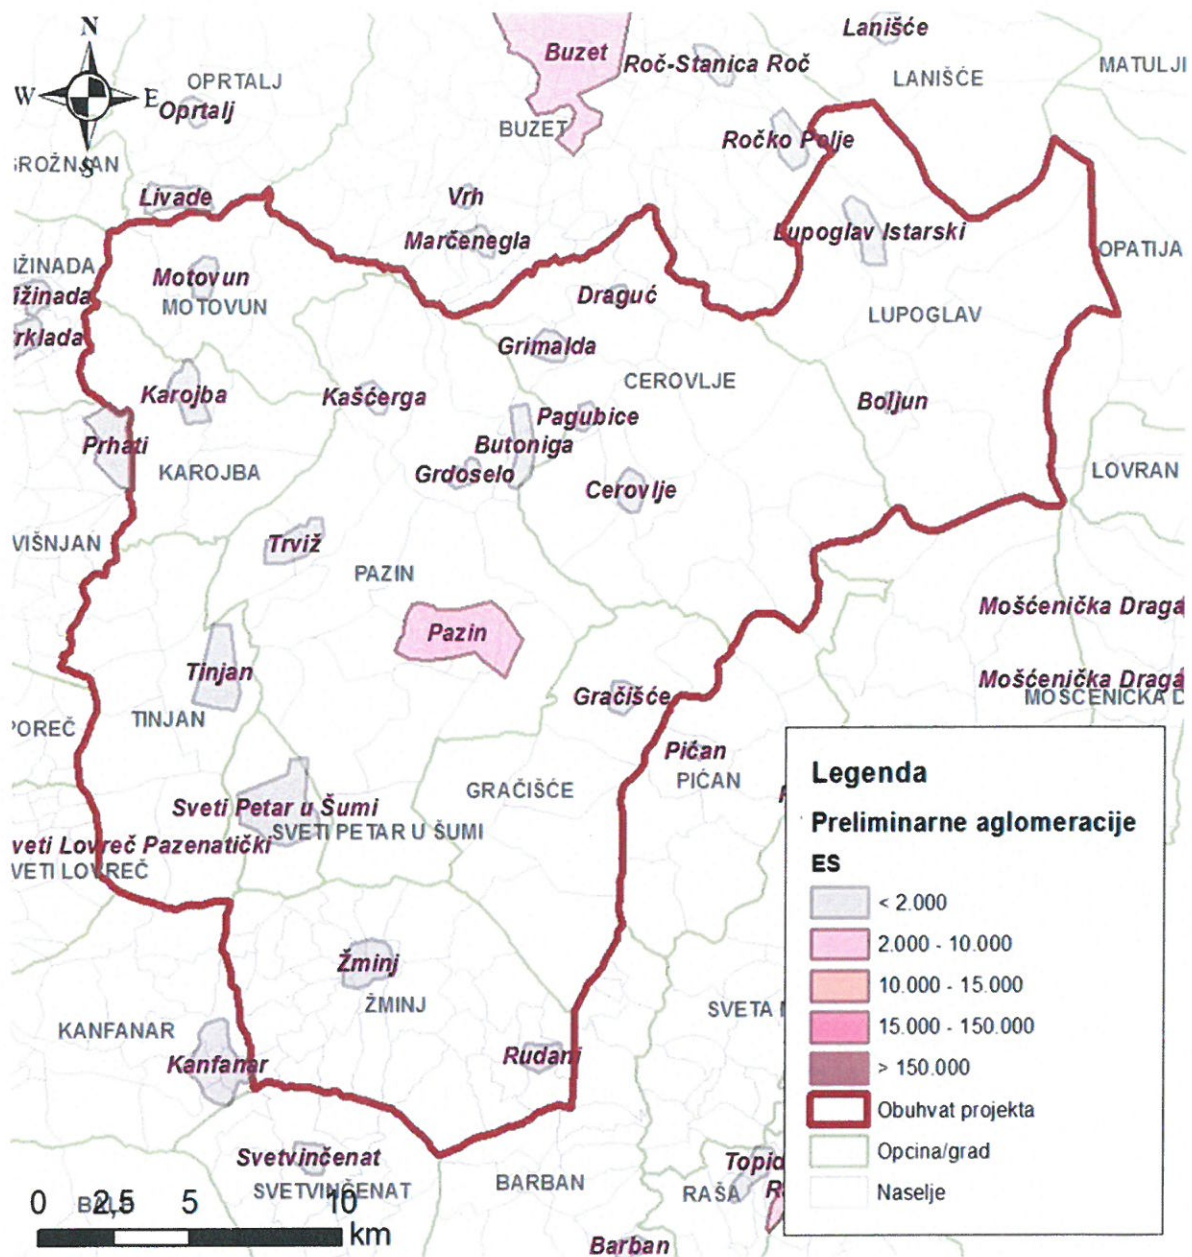 N
Lanišće
Buzet
Roč-Stanica Roč
MATULJI
OPRTALJ
LANIŠĆE
W
E
Oprtalj
BUZET
Ročko Polje
S
Livade
Vrh
Marčenegla
Lupoglav Istarski
OPATIJA
IŽINADA
Motovun
Draguć
ižinada
MOTOVUN
LUPOGLAV
rklada
Grimalda
CEROVLJE
Karojba
Kašćerga
Boljun
Pagubice
Prhati
Butoniga
KAROJBA
Grdoselo
LOVRAN
Cerovlje
VIŠNJAN
Trviž
PAZIN
Mošćenička Draga
Pazin
Tinjan
Mošćenička Draga
Gračišće
MOŠĆENIČKA D
POREČ
TINJAN
Pićan
PIĆAN
GRAČIŠĆE
Sveti Petar u Šumi
SVETI PETAR U ŠUMI
veti Lovreč Pazenatički
VETI LOVREČ
Žminj
ŽMINJ
SVETA
KANFANAR
Kanfanar
Rudani
Svetvinčenat
SVETVINČENAT
BARBAN
Topid
RAŠA
Barban
Legenda
Preliminarne aglomeracije
ES
< 2.000
2.000 - 10.000
10.000 - 15.000
15.000 - 150.000
> 150.000
Obuhvat projekta
Opcina/grad
Naselje
0 2,5 5 10
km